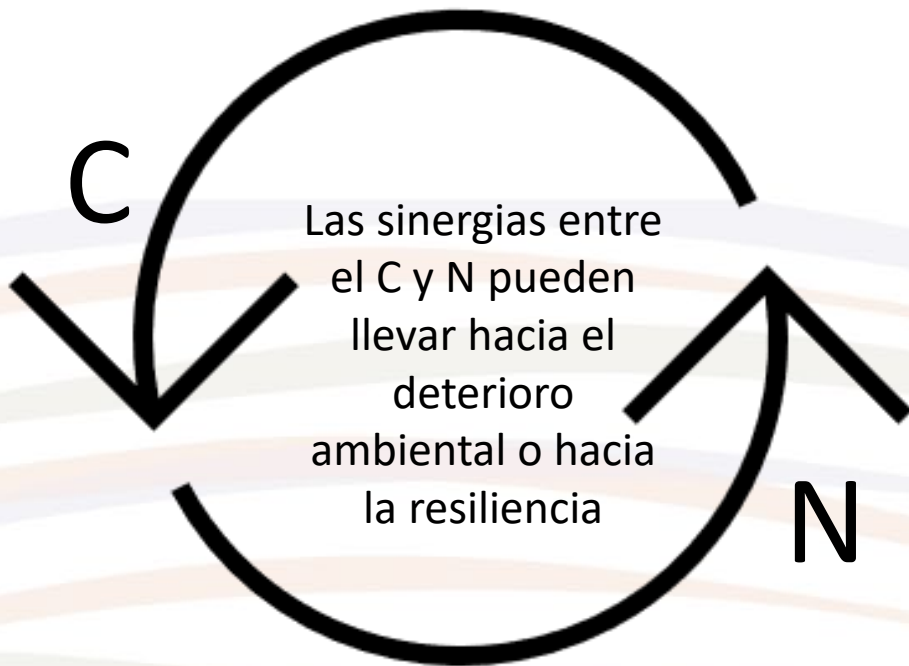 C
Las sinergias entre
el C y N pueden
llevar hacia el
deterioro
ambiental o hacia
la resiliencia
N